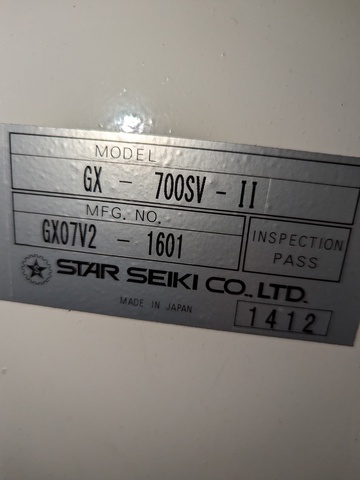 MODEL
GX - 700SV - II
MFG. NO.
GX07V2 - 1601
INSPECTION
PASS
STAR SEIKI CO., LTD.
MADE IN JAPAN
1412